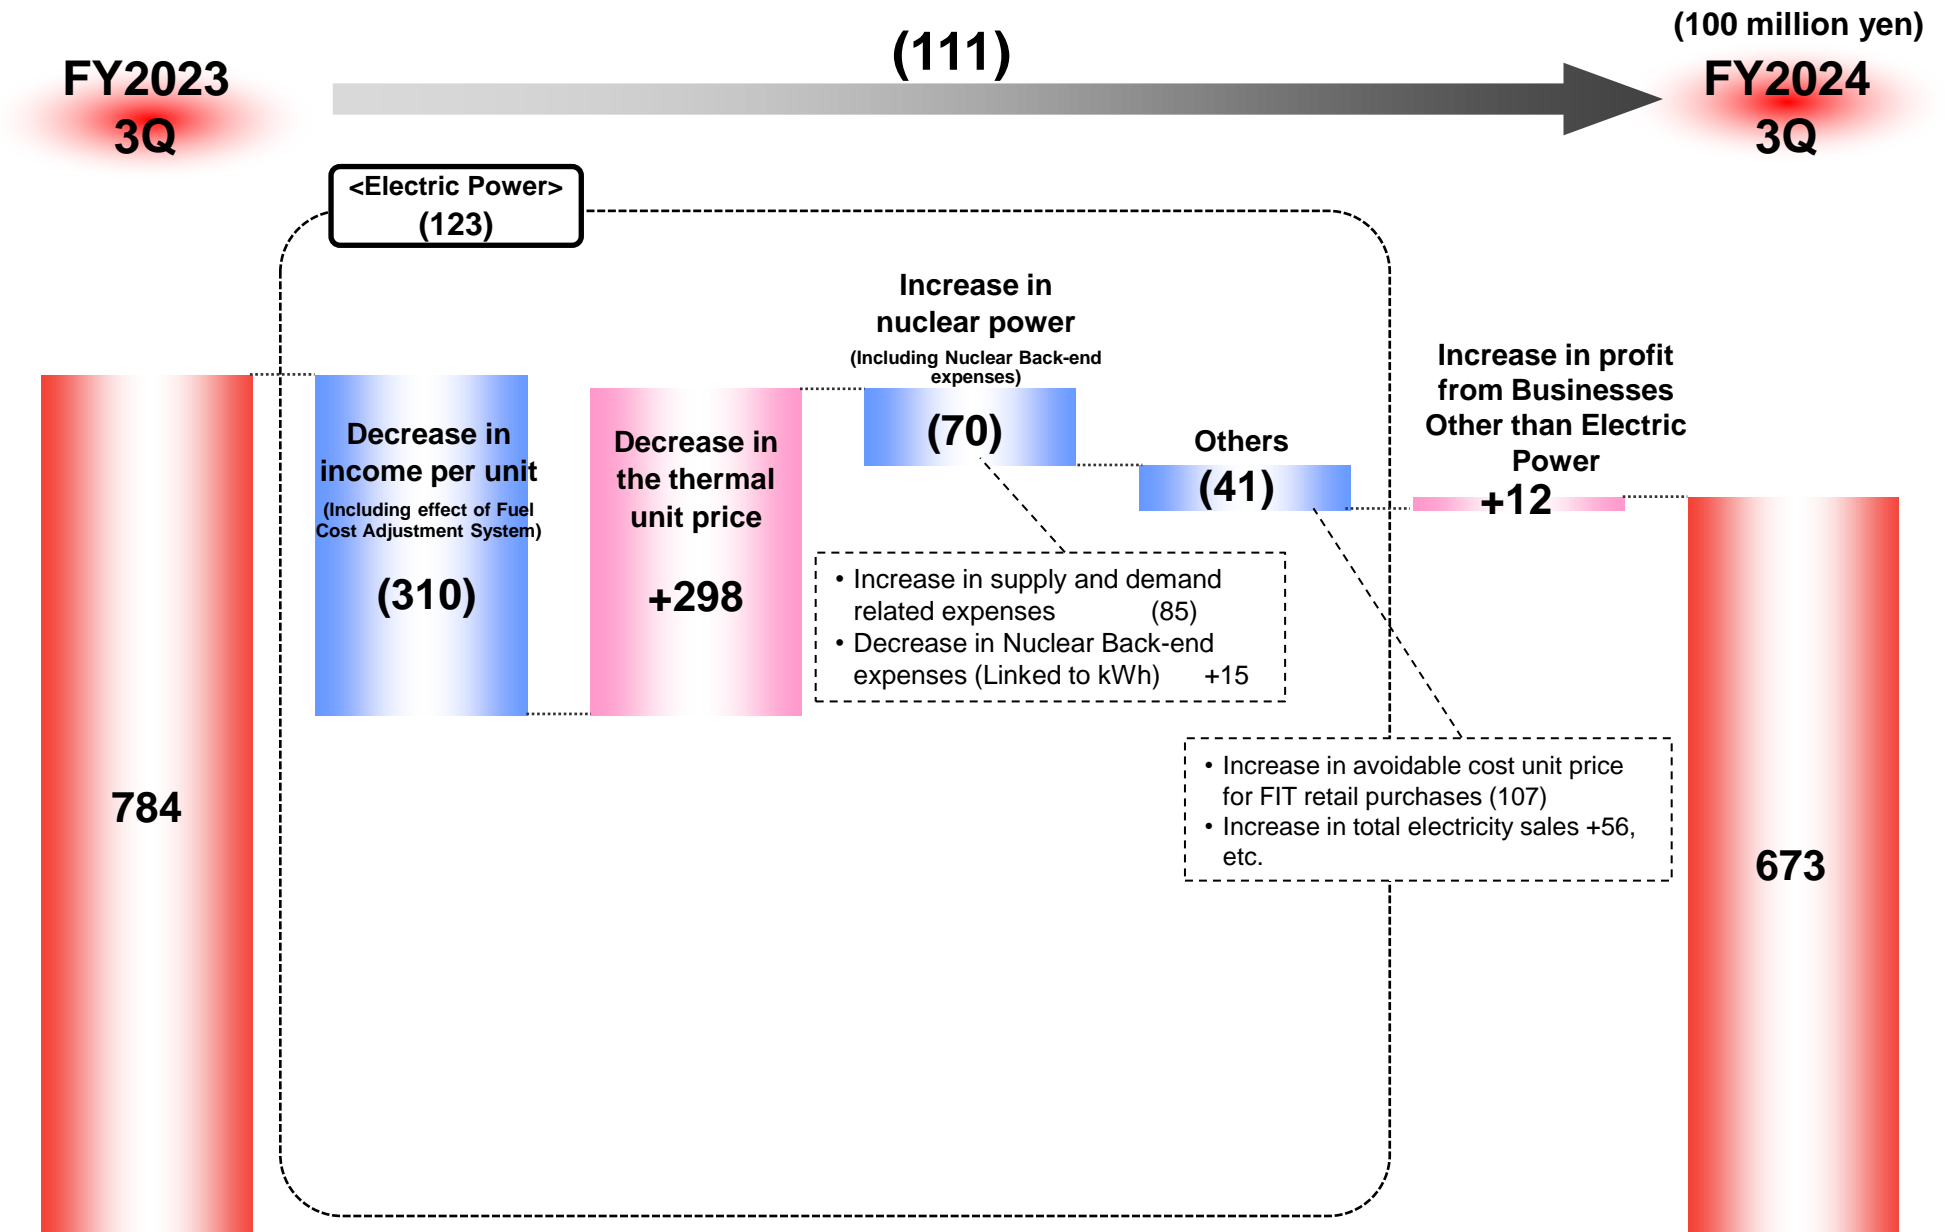 (100 million yen)
FY2023
3Q
(111)
FY2024
3Q
<Electric Power>
(123)
784
Decrease in
income per unit
(Including effect of Fuel
Cost Adjustment System)
(310)
Decrease in
the thermal
unit price
+298
Increase in
nuclear power
(Including Nuclear Back-end
expenses)
(70)
• Increase in supply and demand
related expenses (85)
• Decrease in Nuclear Back-end
expenses (Linked to kWh) +15
Others
(41)
• Increase in avoidable cost unit price
for FIT retail purchases (107)
• Increase in total electricity sales +56,
etc.
Increase in profit
from Businesses
Other than Electric
Power
+12
673